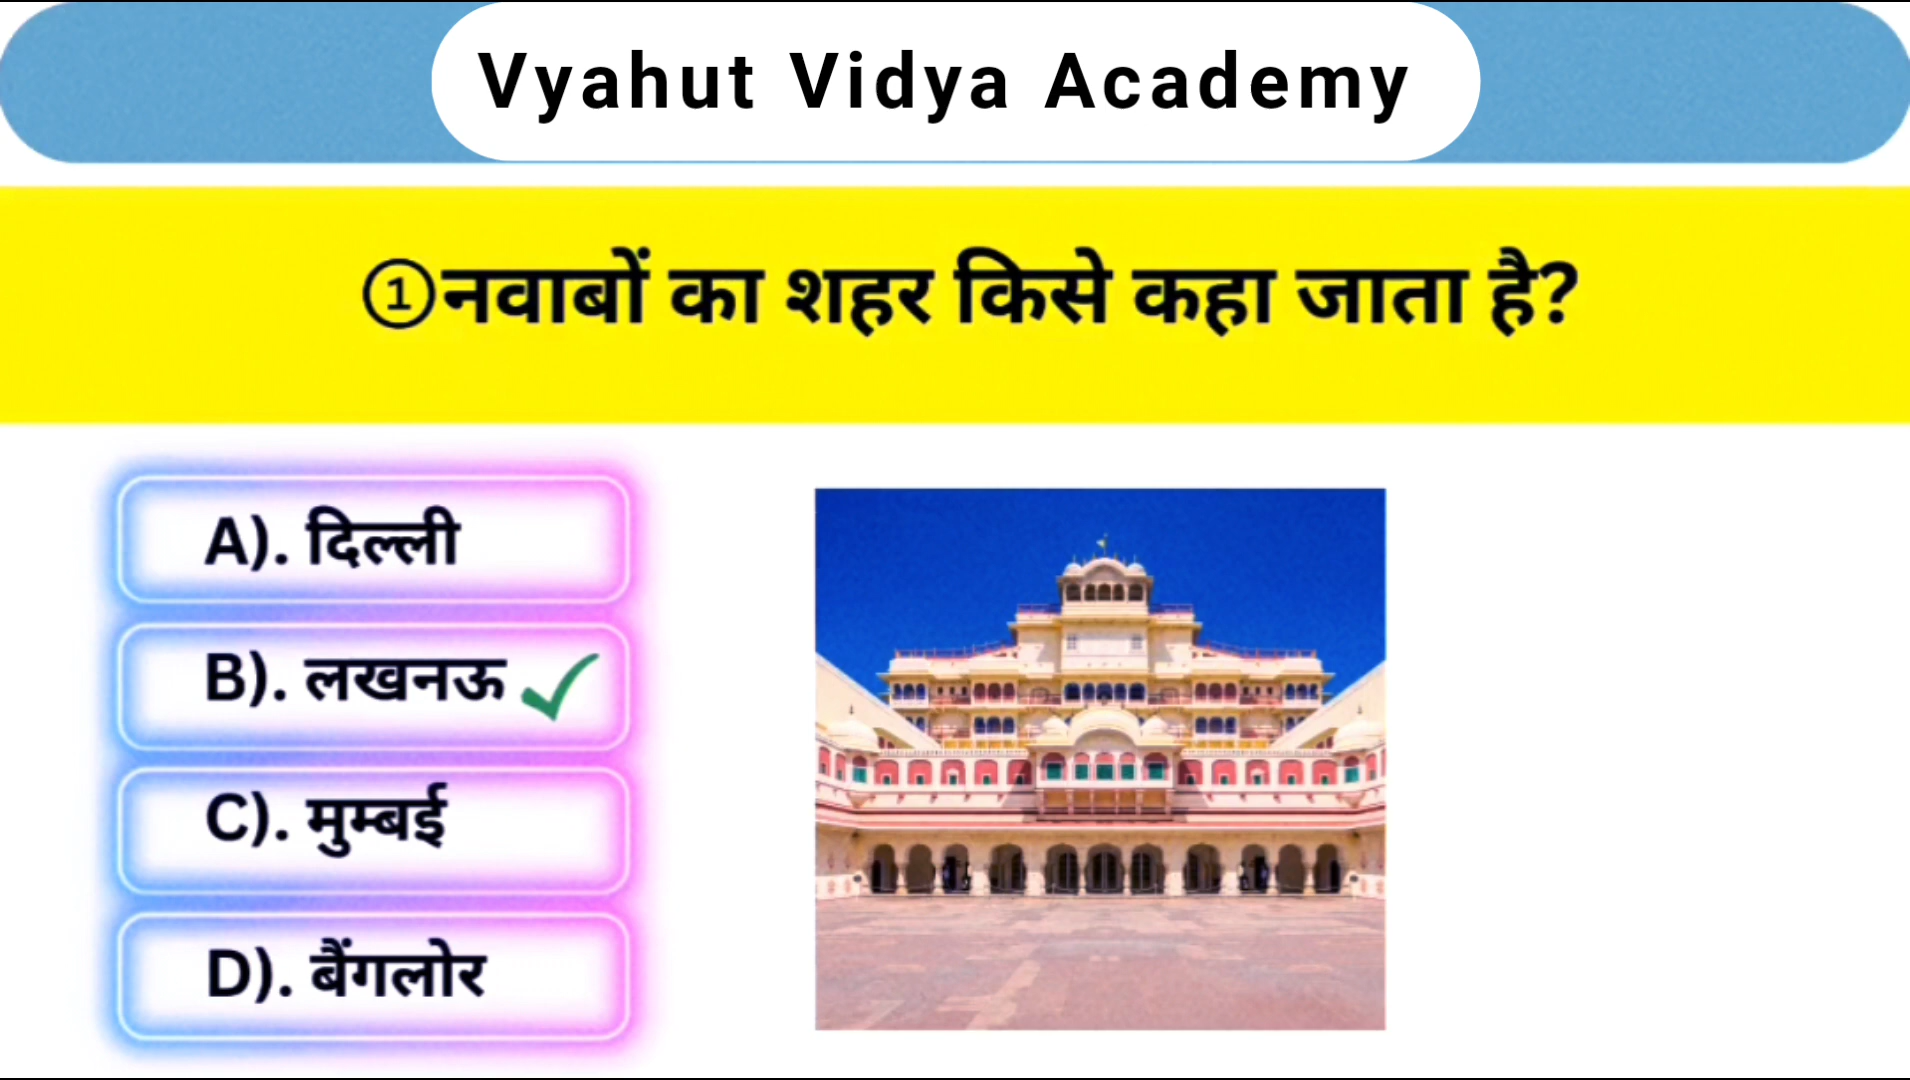 Vyahut Vidya Academy
①नवाबों का शहर किसे कहा जाता है?
A). दिल्ली
B). लखनऊ
C). मुम्बई
D). बैंगलोर